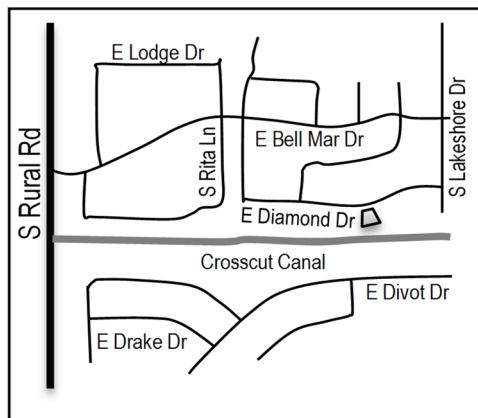 E Lodge Dr
S Rural Rd
S Rita Ln
E Bell Mar Dr
S Lakeshore Dr
E Diamond Dr
Crosscut Canal
E Divot Dr
E Drake Dr